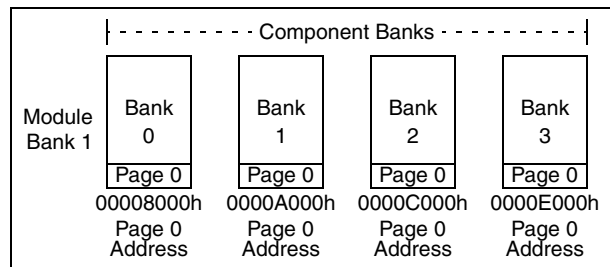 Component Banks
Module
Bank 1
Bank
0
Bank
1
Bank
2
Bank
3
Page 0
Page 0
Page 0
Page 0
00008000h
0000A000h
0000C000h
0000E000h
Page 0
Address
Page 0
Address
Page 0
Address
Page 0
Address